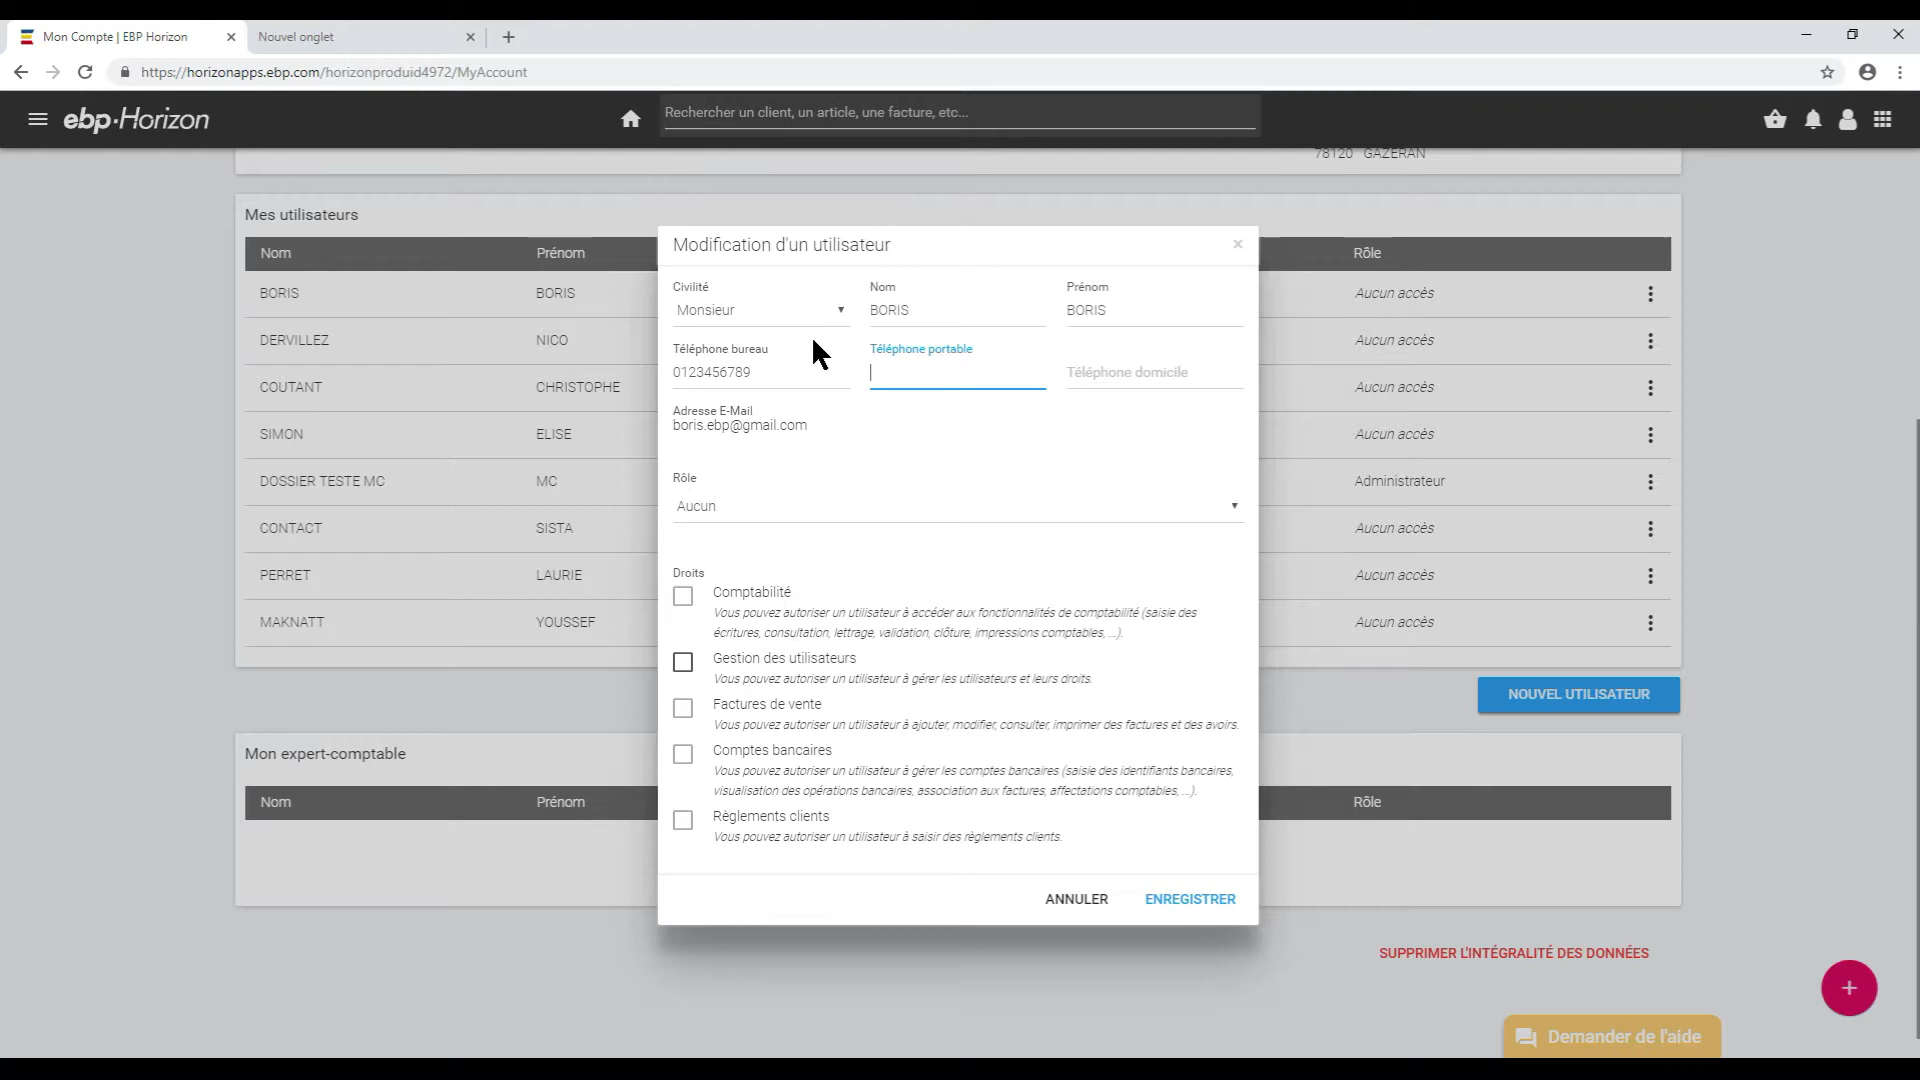 Mon Compte | EBP Horizon
Nouvel onglet
https://horizonapps.ebp.com/horizonproduid4972/MyAccount
ebp·Horizon
Rechercher un client, un article, une facture, etc...
78120 GAZERAN
Mes utilisateurs
Nom Prénom Rôle
BORIS BORIS Aucun accès
DERVILLEZ NICO Aucun accès
COUTANT CHRISTOPHE Aucun accès
SIMON ELISE Aucun accès
DOSSIER TESTE MC MC Administrateur
CONTACT SISTA Aucun accès
PERRET LAURIE Aucun accès
MAKNATT YOUSSEF Aucun accès
NOUVEL UTILISATEUR
Mon expert-comptable
Nom Prénom Rôle
SUPPRIMER L'INTÉGRALITÉ DES DONNÉES
Demander de l'aide
Modification d'un utilisateur
Civilité Nom Prénom
Monsieur BORIS BORIS
Téléphone bureau Téléphone portable
0123456789 Téléphone domicile
Adresse E-Mail
boris.ebp@gmail.com
Rôle
Aucun
Droits
Comptabilité
Vous pouvez autoriser un utilisateur à accéder aux fonctionnalités de comptabilité (saisie des
écritures, consultation, lettrage, validation, clôture, impressions comptables, ...).
Gestion des utilisateurs
Vous pouvez autoriser un utilisateur à gérer les utilisateurs et leurs droits.
Factures de vente
Vous pouvez autoriser un utilisateur à ajouter, modifier, consulter, imprimer des factures et des avoirs.
Comptes bancaires
Vous pouvez autoriser un utilisateur à gérer les comptes bancaires (saisie des identifiants bancaires,
visualisation des opérations bancaires, association aux factures, affectations comptables, ...).
Règlements clients
Vous pouvez autoriser un utilisateur à saisir des règlements clients.
ANNULER ENREGISTRER